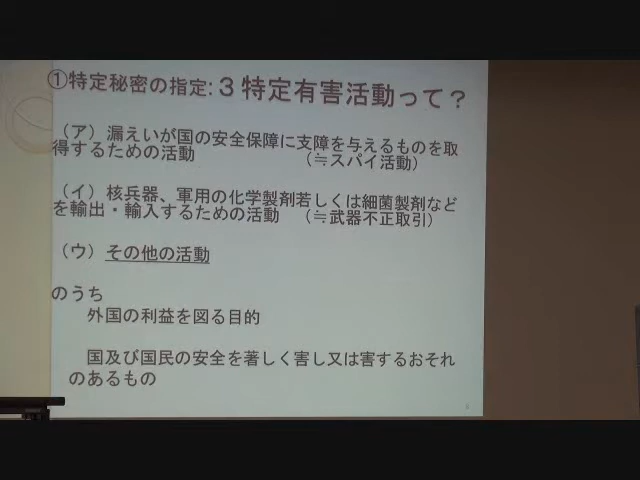 ①特定秘密の指定:3 特定有害活動って?
(ア)漏えいが国の安全保障に支障を与えるものを取
得するための活動 (≒スパイ活動)
(イ)核兵器、軍用の化学製剤若しくは細菌製剤など
を輸出・輸入するための活動 (≒武器不正取引)
(ウ)その他の活動
のうち
外国の利益を図る目的
国及び国民の安全を著しく害し又は害するおそれ
のあるもの